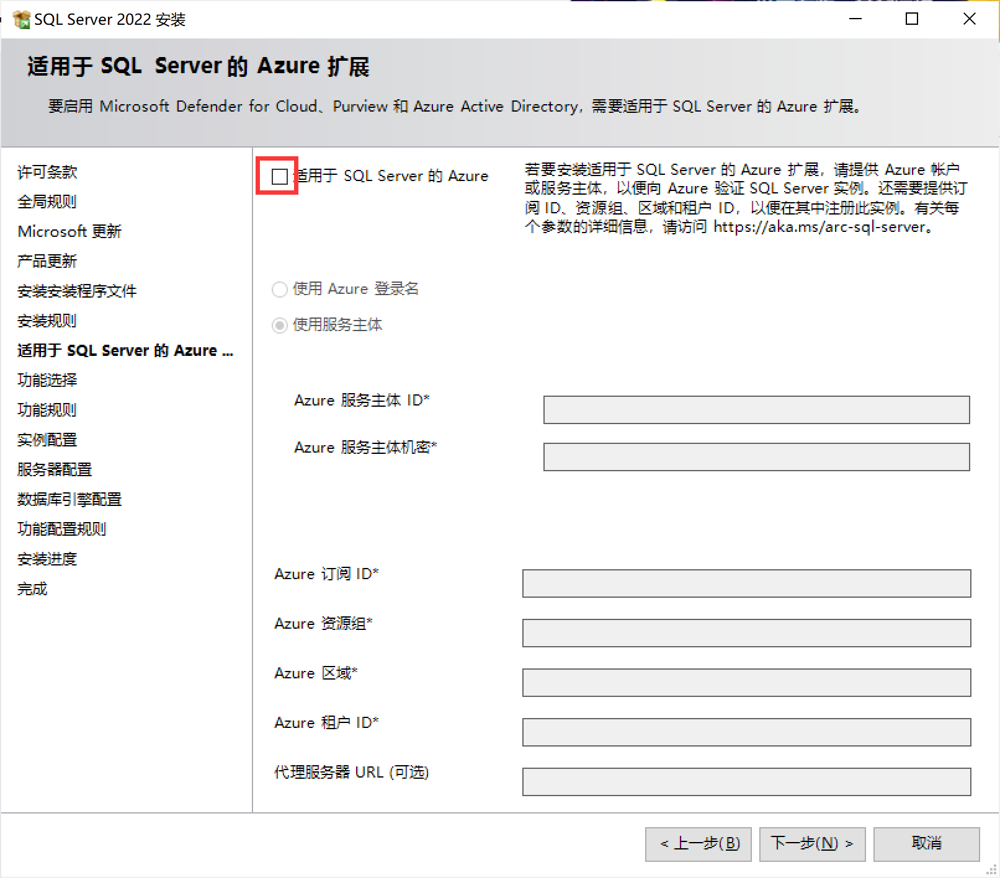 SQL Server 2022 安装
适用于 SQL Server 的 Azure 扩展
要启用 Microsoft Defender for Cloud、Purview 和 Azure Active Directory，需要适用于 SQL Server 的 Azure 扩展。
许可条款
全局规则
Microsoft 更新
产品更新
安装安装程序文件
安装规则
适用于 SQL Server 的 Azure ...
功能选择
功能规则
实例配置
服务器配置
数据库引擎配置
功能配置规则
安装进度
完成
适用于 SQL Server 的 Azure
若要安装适用于 SQL Server 的 Azure 扩展，请提供 Azure 帐户
或服务主体，以便向 Azure 验证 SQL Server 实例。还需要提供订
阅 ID、资源组、区域和租户 ID，以便在其中注册此实例。有关每
个参数的详细信息，请访问 https://aka.ms/arc-sql-server。
使用 Azure 登录名
使用服务主体
Azure 服务主体 ID*
Azure 服务主体机密*
Azure 订阅 ID*
Azure 资源组*
Azure 区域*
Azure 租户 ID*
代理服务器 URL (可选)
< 上一步(B)
下一步(N) >
取消